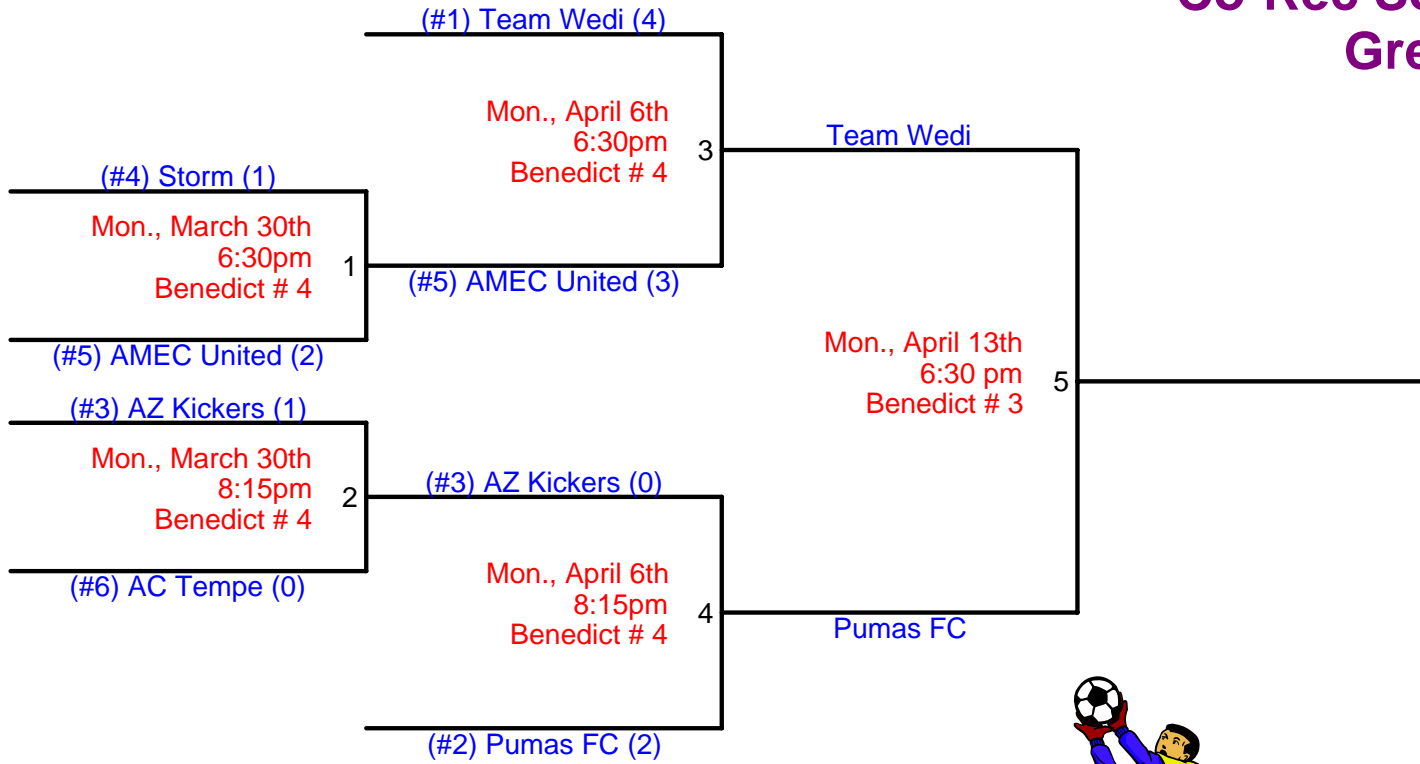 (#1) Team Wedi (4)
Gre
Mon., April 6th
6:30pm
Benedict # 4
3
Team Wedi
(#4) Storm (1)
Mon., March 30th
6:30pm
Benedict # 4
1
(#5) AMEC United (3)
(#5) AMEC United (2)
Mon., April 13th
6:30 pm
Benedict # 3
5
(#3) AZ Kickers (1)
Mon., March 30th
8:15pm
Benedict # 4
2
(#3) AZ Kickers (0)
(#6) AC Tempe (0)
Mon., April 6th
8:15pm
Benedict # 4
4
Pumas FC
(#2) Pumas FC (2)